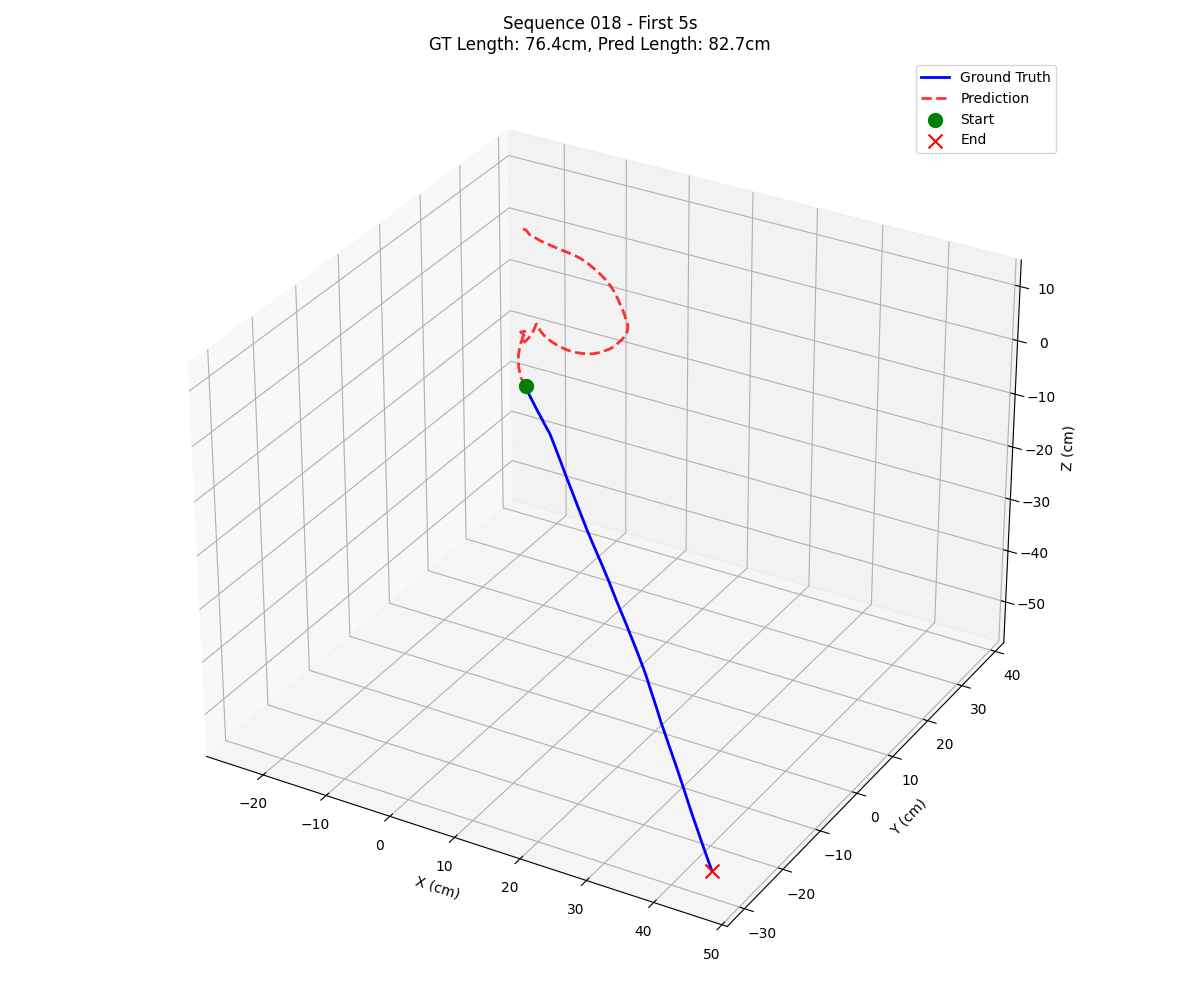 Sequence 018 - First 5s
GT Length: 76.4cm, Pred Length: 82.7cm
Ground Truth
Prediction
Start
End
10
0
−10
−20
−30
−40
−50
Z (cm)
40
30
20
10
0
−10
−20
−30
Y (cm)
−20
−10
0
10
20
30
40
50
X (cm)